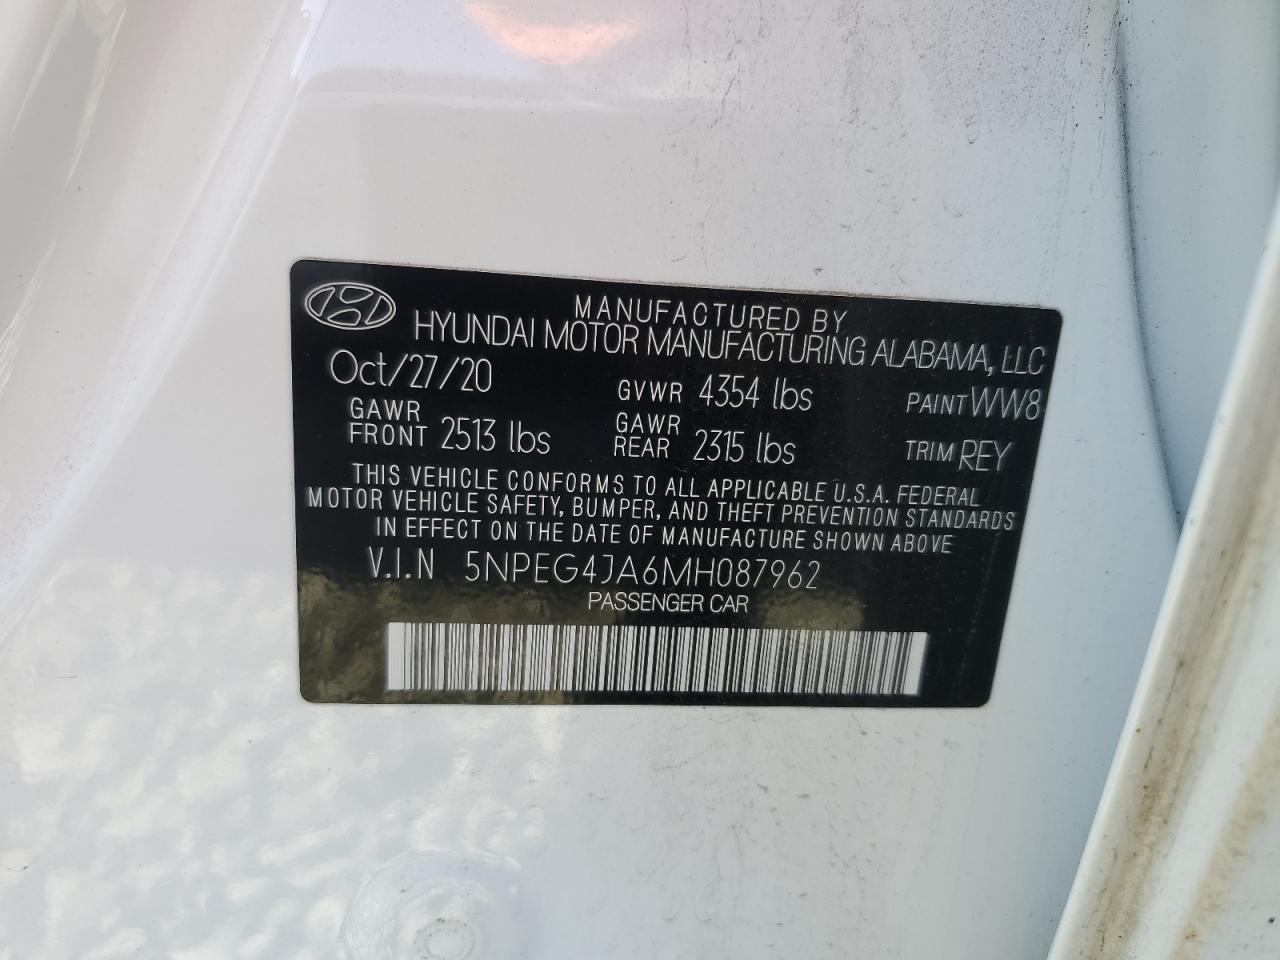 MANUFACTURED BY
HYUNDAI MOTOR MANUFACTURING ALABAMA, LLC
Oct/27/20 GVWR 4354 lbs PAINT WW8
GAWR FRONT 2513 lbs GAWR REAR 2315 lbs TRIM REY
THIS VEHICLE CONFORMS TO ALL APPLICABLE U.S.A. FEDERAL
MOTOR VEHICLE SAFETY, BUMPER, AND THEFT PREVENTION STANDARDS
IN EFFECT ON THE DATE OF MANUFACTURE SHOWN ABOVE
V.I.N 5NPEG4JA6MH087962
PASSENGER CAR